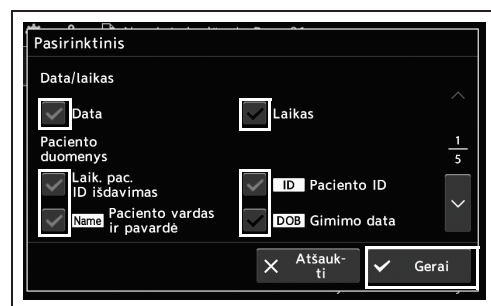 Pasirinktinis
Data/laikas
Data
Laikas
Paciento
duomenys
1
5
Laik. pac.
ID išdavimas
ID Paciento ID
Name Paciento vardas
ir pavardė
DOB Gimimo data
Atšauk-
ti
Gerai